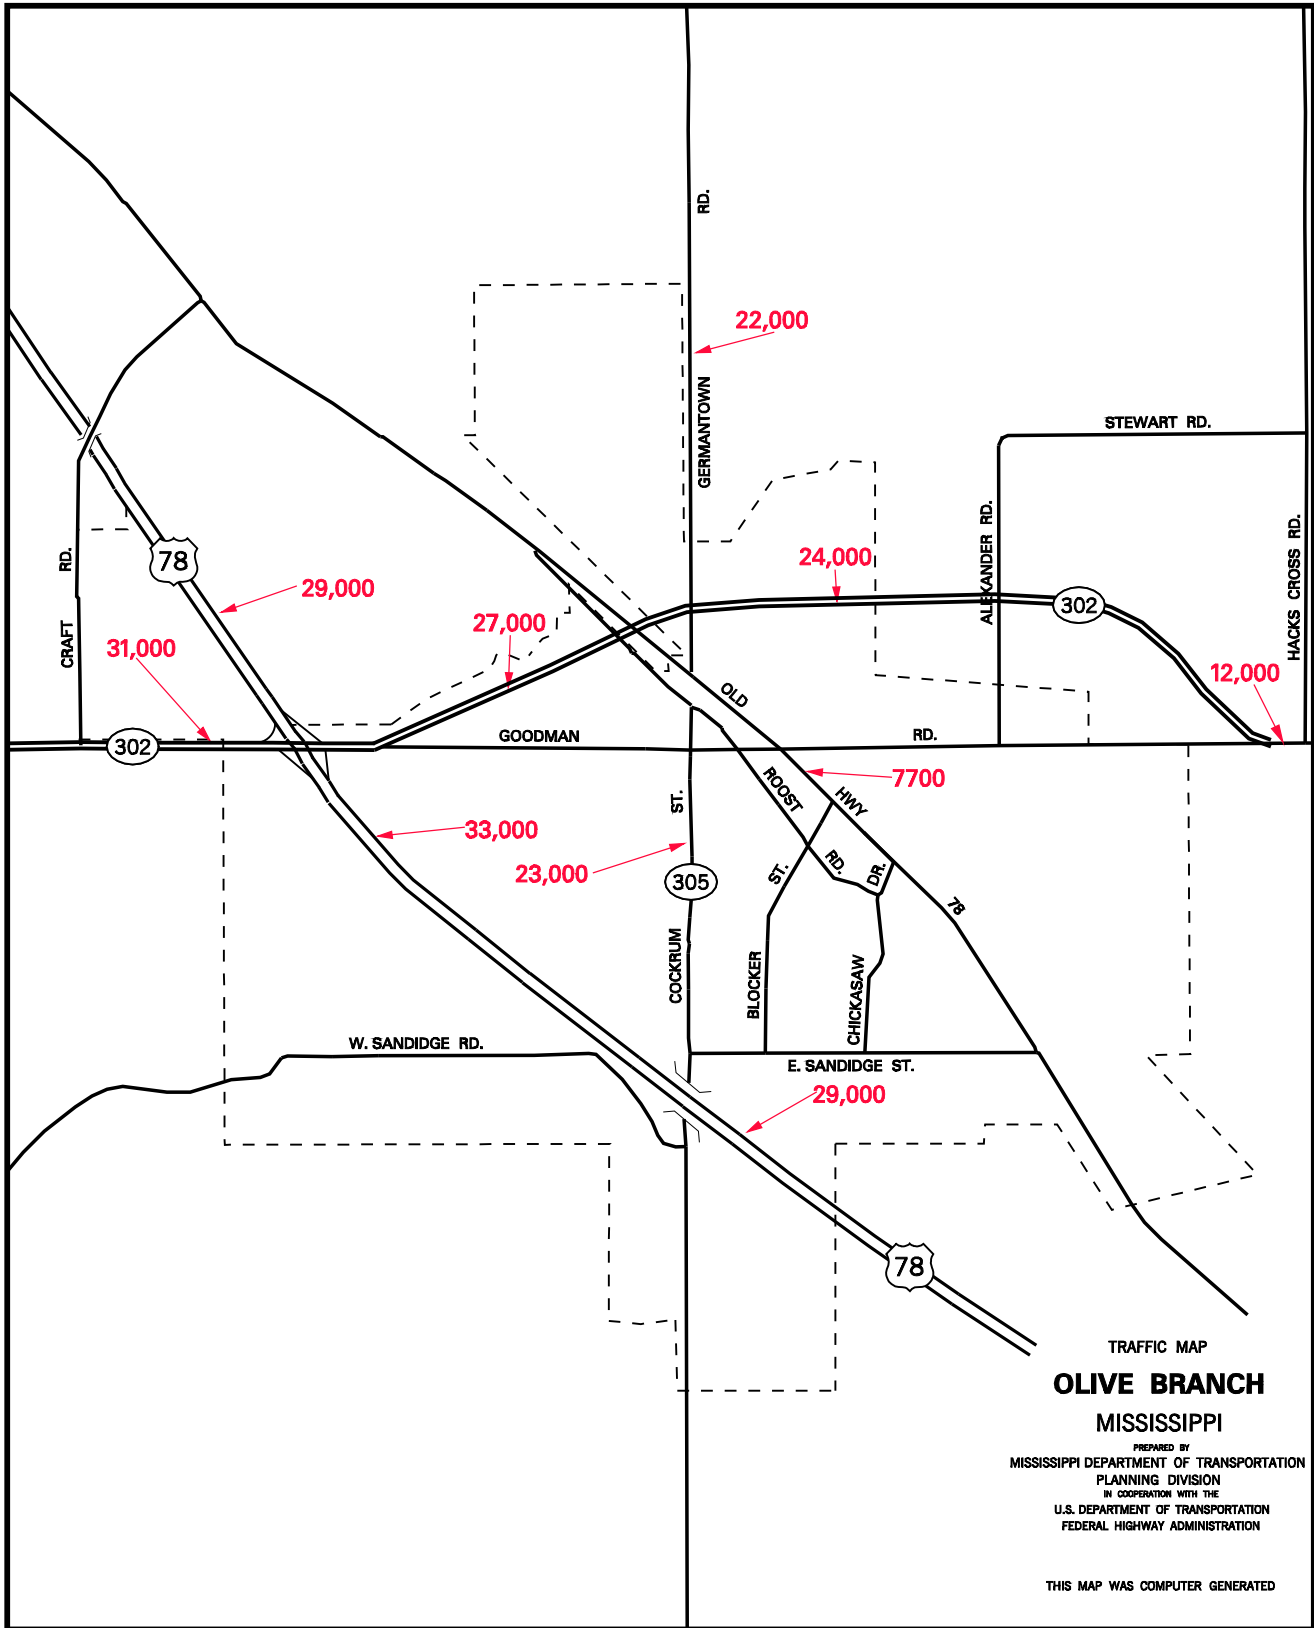 RD.
22,000
GERMANTOWN
STEWART RD.
ALEXANDER RD.
HACKS CROSS RD.
RD.
CRAFT
78
29,000
24,000
27,000
302
31,000
12,000
302
OLD
GOODMAN
RD.
7700
ROOST
RD.
HWY
78
ST.
33,000
23,000
305
ST.
DR.
COCKRUM
BLOCKER
CHICKASAW
W. SANDIDGE RD.
E. SANDIDGE ST.
29,000
78
TRAFFIC MAP
OLIVE BRANCH
MISSISSIPPI
PREPARED BY
MISSISSIPPI DEPARTMENT OF TRANSPORTATION
PLANNING DIVISION
IN COOPERATION WITH THE
U.S. DEPARTMENT OF TRANSPORTATION
FEDERAL HIGHWAY ADMINISTRATION
THIS MAP WAS COMPUTER GENERATED